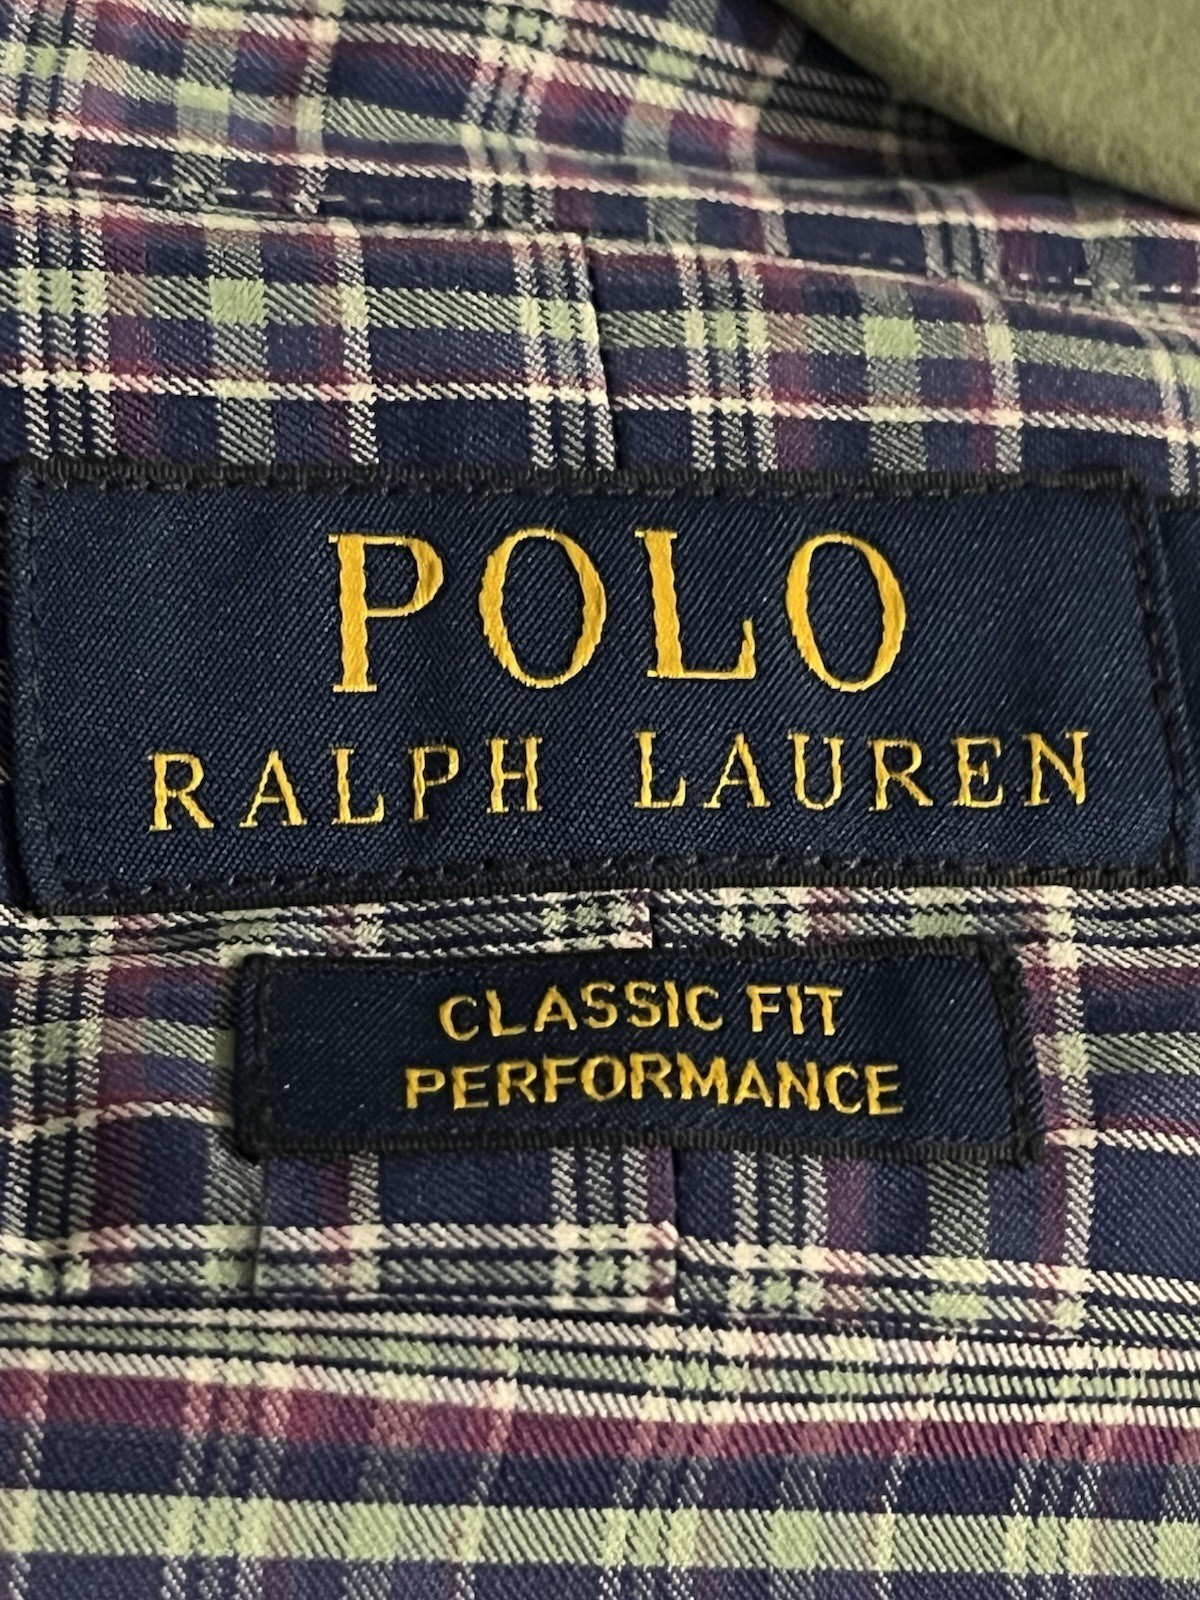 POLO
RALPH LAUREN
CLASSIC FIT
PERFORMANCE